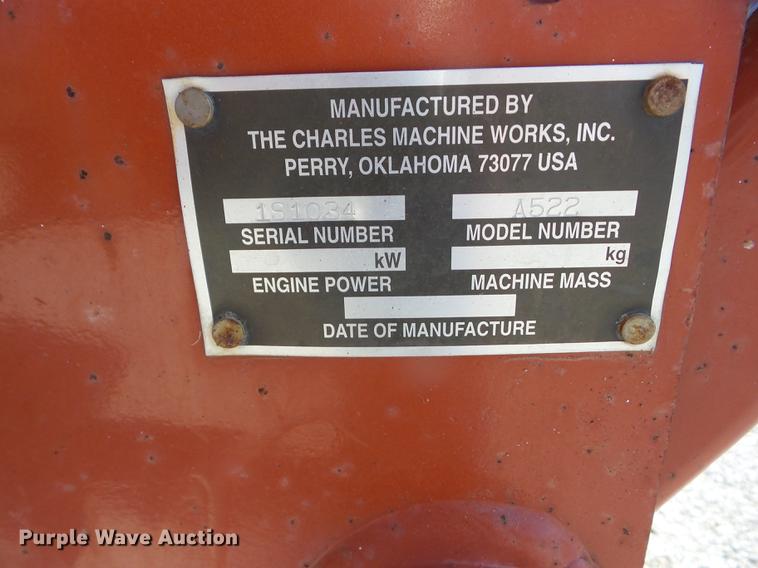 MANUFACTURED BY
THE CHARLES MACHINE WORKS, INC.
PERRY, OKLAHOMA 73077 USA
1S1034 A522
SERIAL NUMBER MODEL NUMBER
kW kg
ENGINE POWER MACHINE MASS
DATE OF MANUFACTURE
Purple Wave Auction